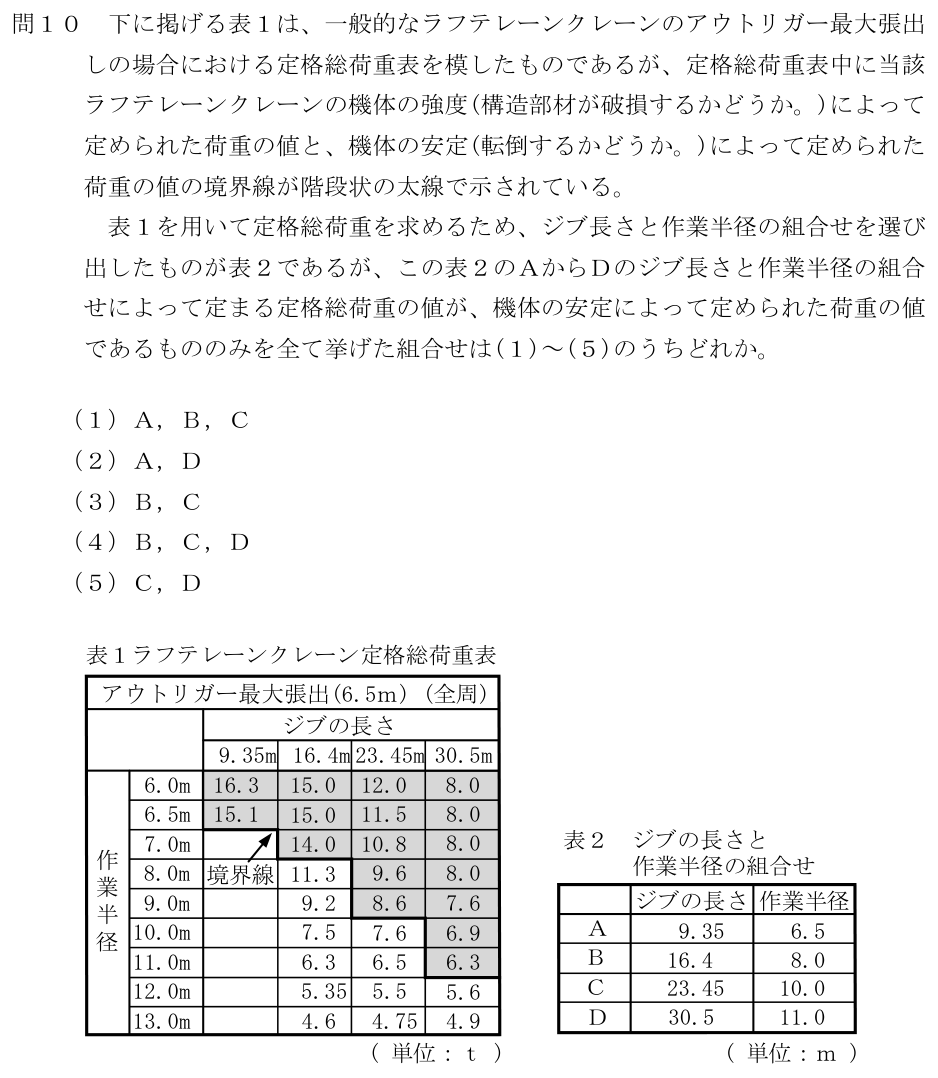 問１０　下に掲げる表１は、一般的なラフテレーンクレーンのアウトリガー最大張出
しの場合における定格総荷重表を模したものであるが、定格総荷重表中に当該
ラフテレーンクレーンの機体の強度(構造部材が破損するかどうか。)によって
定められた荷重の値と、機体の安定(転倒するかどうか。)によって定められた
荷重の値の境界線が階段状の太線で示されている。
表１を用いて定格総荷重を求めるため、ジブ長さと作業半径の組合せを選び
出したものが表２であるが、この表２のＡからＤのジブ長さと作業半径の組合
せによって定まる定格総荷重の値が、機体の安定によって定められた荷重の値
であるもののみを全て挙げた組合せは(１)～(５)のうちどれか。
(１) Ａ，Ｂ，Ｃ
(２) Ａ，Ｄ
(３) Ｂ，Ｃ
(４) Ｂ，Ｃ，Ｄ
(５) Ｃ，Ｄ
表１ラフテレーンクレーン定格総荷重表
アウトリガー最大張出(6.5m) (全周)
ジブの長さ
9.35m 16.4m 23.45m 30.5m
作業半径
6.0m 16.3 15.0 12.0 8.0
6.5m 15.1 15.0 11.5 8.0
7.0m 14.0 10.8 8.0
8.0m 境界線 11.3 9.6 8.0
9.0m 9.2 8.6 7.6
10.0m 7.5 7.6 6.9
11.0m 6.3 6.5 6.3
12.0m 5.35 5.5 5.6
13.0m 4.6 4.75 4.9
(単位：t)
表２　ジブの長さと
作業半径の組合せ
ジブの長さ 作業半径
Ａ 9.35 6.5
Ｂ 16.4 8.0
Ｃ 23.45 10.0
Ｄ 30.5 11.0
(単位：m)